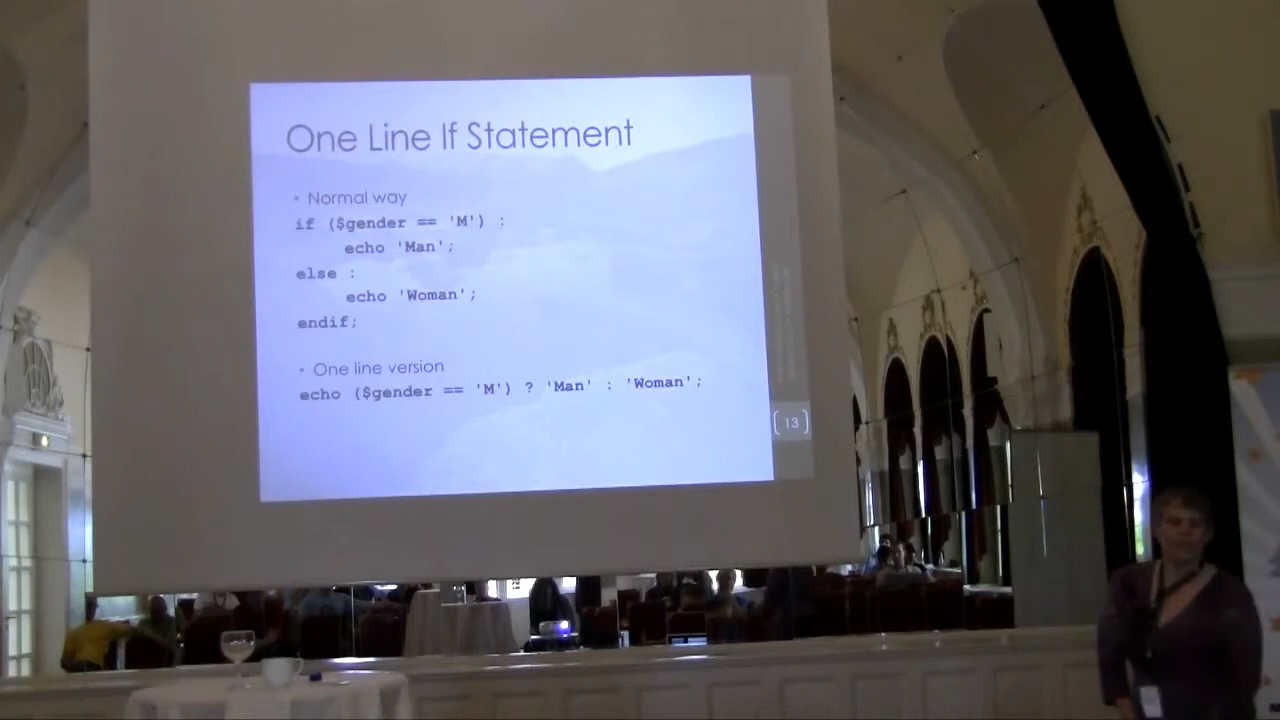 One Line If Statement
• Normal way
if ($gender == 'M') :
echo 'Man';
else :
echo 'Woman';
endif;
• One line version
echo ($gender == 'M') ? 'Man' : 'Woman';
[13]